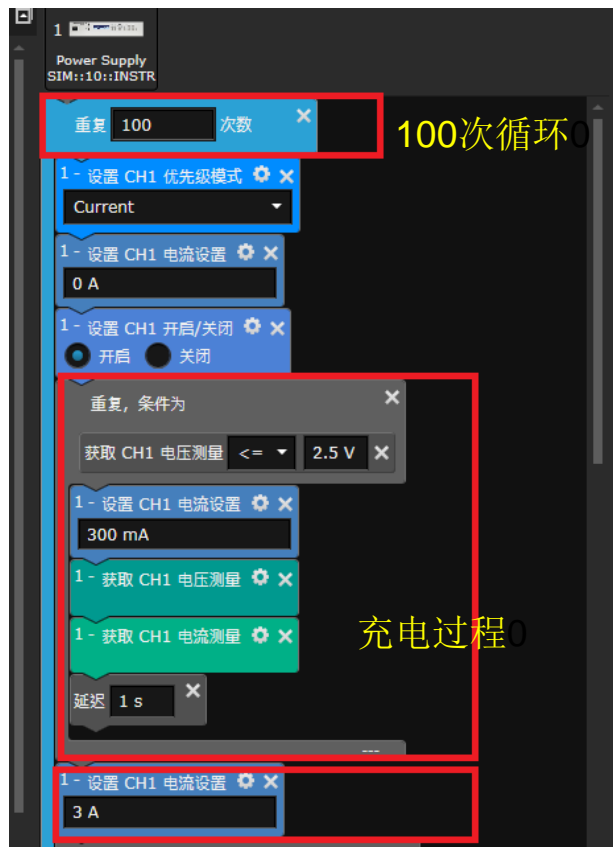 1
Power Supply
SIM::10::INSTR
重复 100 次数 ×
100次循环0
1 - 设置 CH1 优先级模式 ×
Current
1 - 设置 CH1 电流设置 ×
0 A
1 - 设置 CH1 开启/关闭 ×
开启 关闭
重复, 条件为 ×
获取 CH1 电压测量 <= 2.5 V ×
1 - 设置 CH1 电流设置 ×
300 mA
1 - 获取 CH1 电压测量 ×
1 - 获取 CH1 电流测量 ×
充电过程0
延迟 1 s ×
1 - 设置 CH1 电流设置 ×
3 A